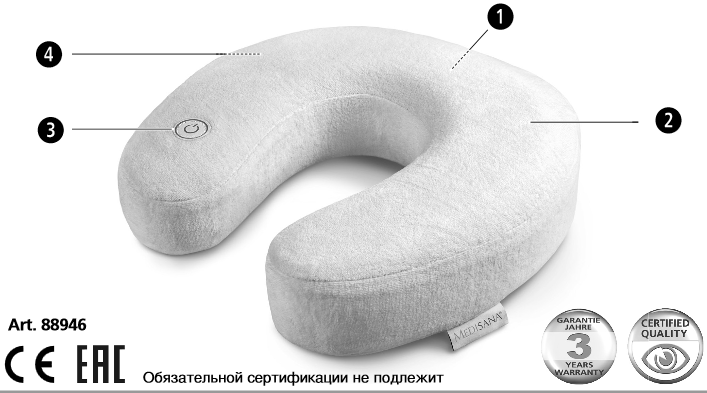 1
4
3
2
MEDISANA®
Art. 88946
CE EAC
Обязательной сертификации не подлежит
GARANTIE
JAHRE
3
YEARS
WARRANTY
CERTIFIED
QUALITY